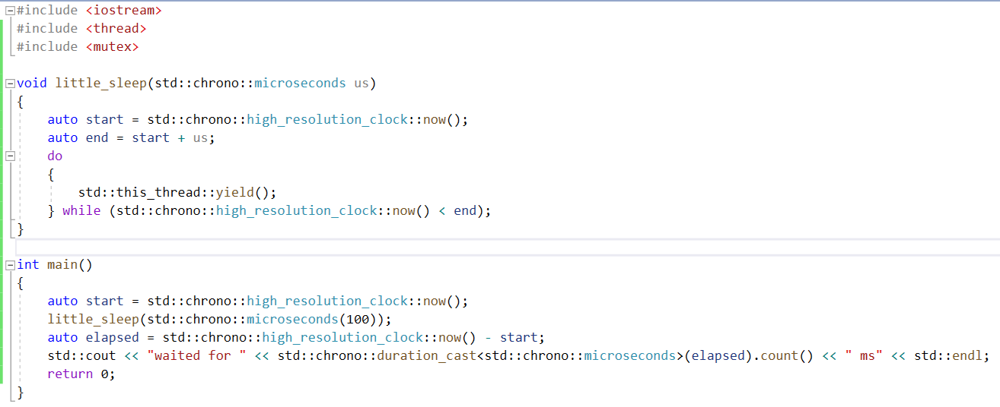 #include <iostream>
#include <thread>
#include <mutex>
void little_sleep(std::chrono::microseconds us)
{
    auto start = std::chrono::high_resolution_clock::now();
    auto end = start + us;
    do
    {
        std::this_thread::yield();
    } while (std::chrono::high_resolution_clock::now() < end);
}
int main()
{
    auto start = std::chrono::high_resolution_clock::now();
    little_sleep(std::chrono::microseconds(100));
    auto elapsed = std::chrono::high_resolution_clock::now() - start;
    std::cout << "waited for " << std::chrono::duration_cast<std::chrono::microseconds>(elapsed).count() << " ms" << std::endl;
    return 0;
}